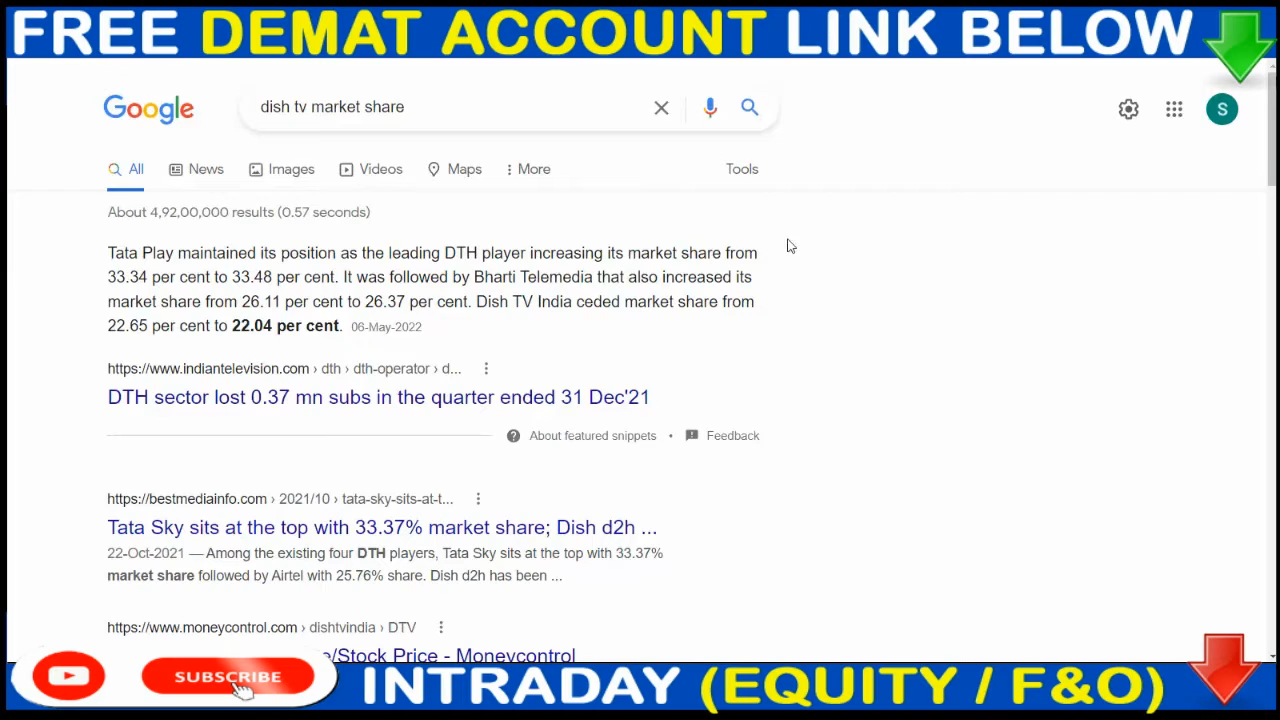 FREE DEMAT ACCOUNT LINK BELOW
Google
dish tv market share
S
All
News
Images
Videos
Maps
More
Tools
About 4,92,00,000 results (0.57 seconds)
Tata Play maintained its position as the leading DTH player increasing its market share from
33.34 per cent to 33.48 per cent. It was followed by Bharti Telemedia that also increased its
market share from 26.11 per cent to 26.37 per cent. Dish TV India ceded market share from
22.65 per cent to 22.04 per cent. 06-May-2022
https://www.indiantelevision.com › dth › dth-operator › d...
DTH sector lost 0.37 mn subs in the quarter ended 31 Dec'21
About featured snippets • Feedback
https://bestmediainfo.com › 2021/10 › tata-sky-sits-at-t...
Tata Sky sits at the top with 33.37% market share; Dish d2h ...
22-Oct-2021 — Among the existing four DTH players, Tata Sky sits at the top with 33.37%
market share followed by Airtel with 25.76% share. Dish d2h has been ...
https://www.moneycontrol.com › dishtvindia › DTV
e/Stock Price - Moneycontrol
SUBSCRIBE
INTRADAY (EQUITY / F&O)